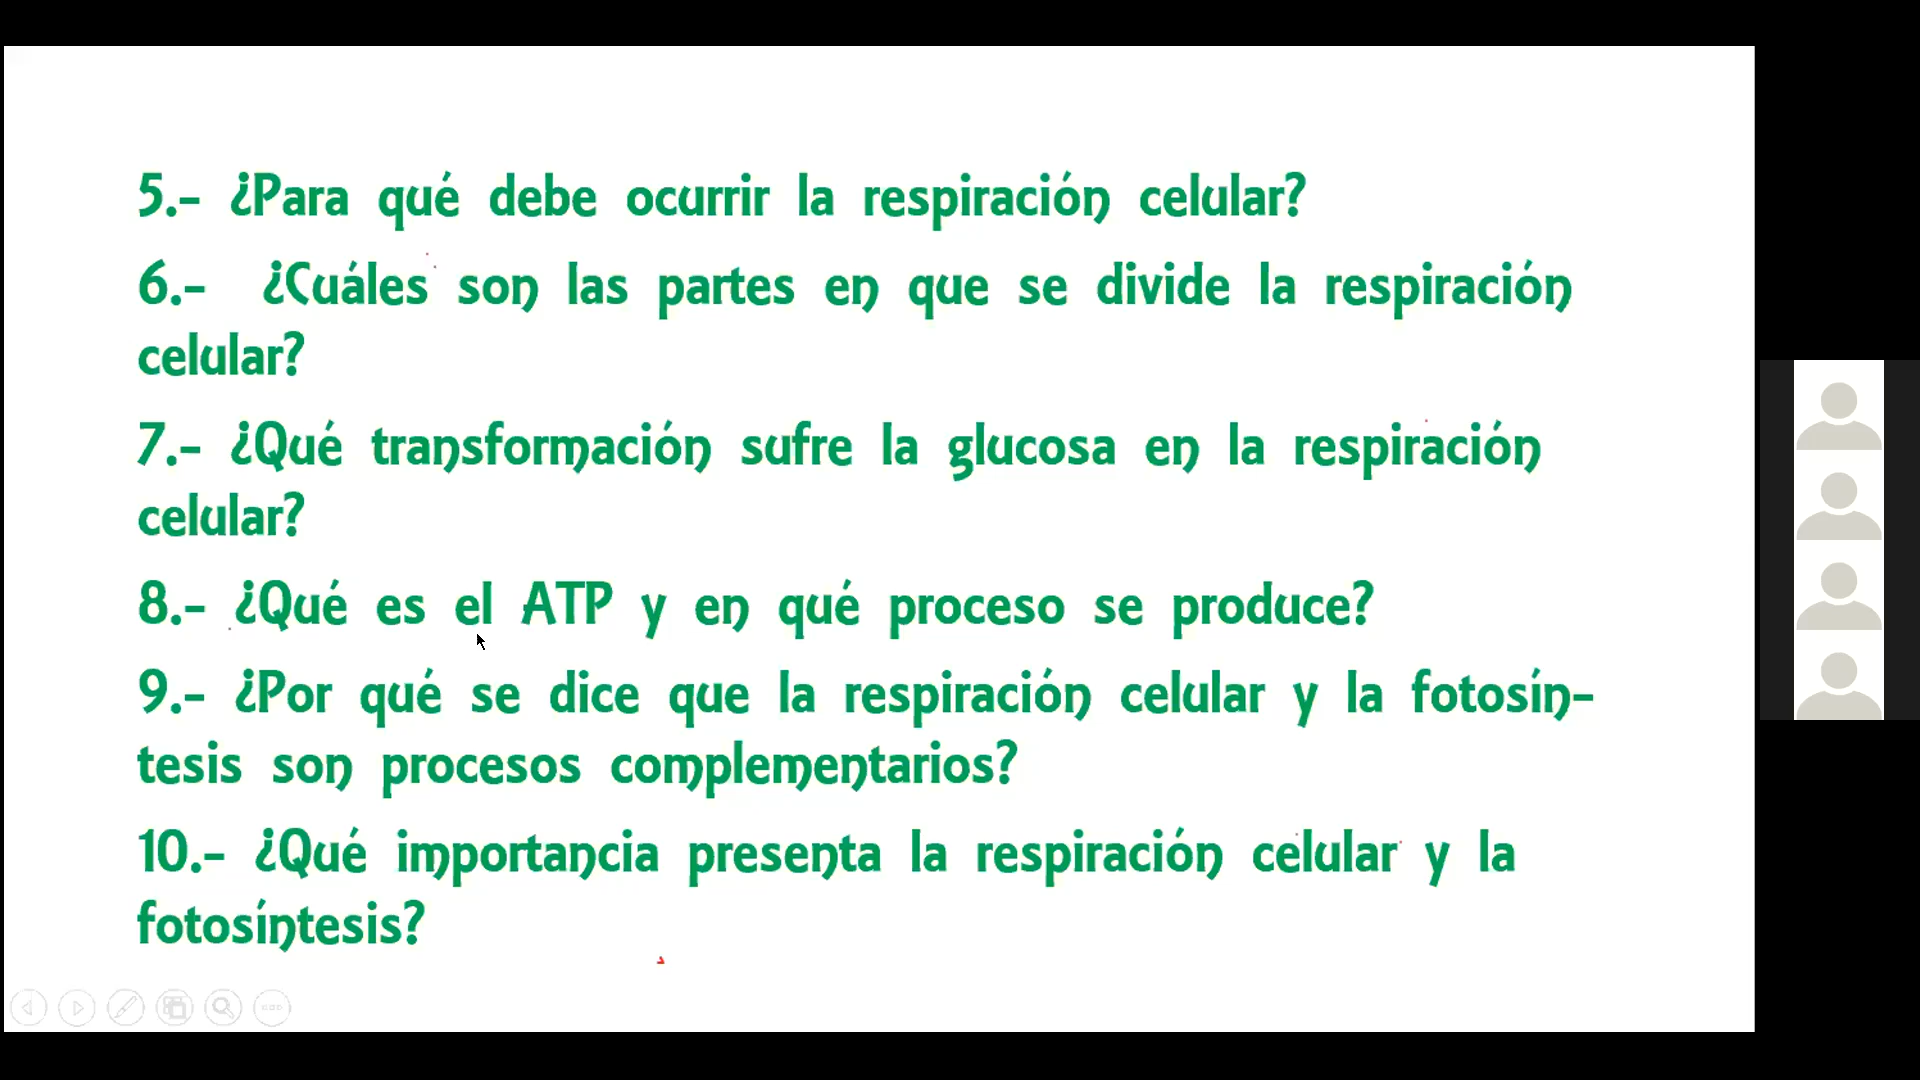 5.- ¿Para qué debe ocurrir la respiración celular?
6.- ¿Cuáles son las partes en que se divide la respiración
celular?
7.- ¿Qué transformación sufre la glucosa en la respiración
celular?
8.- ¿Qué es el ATP y en qué proceso se produce?
9.- ¿Por qué se dice que la respiración celular y la fotosín-
tesis son procesos complementarios?
10.- ¿Qué importancia presenta la respiración celular y la
fotosíntesis?